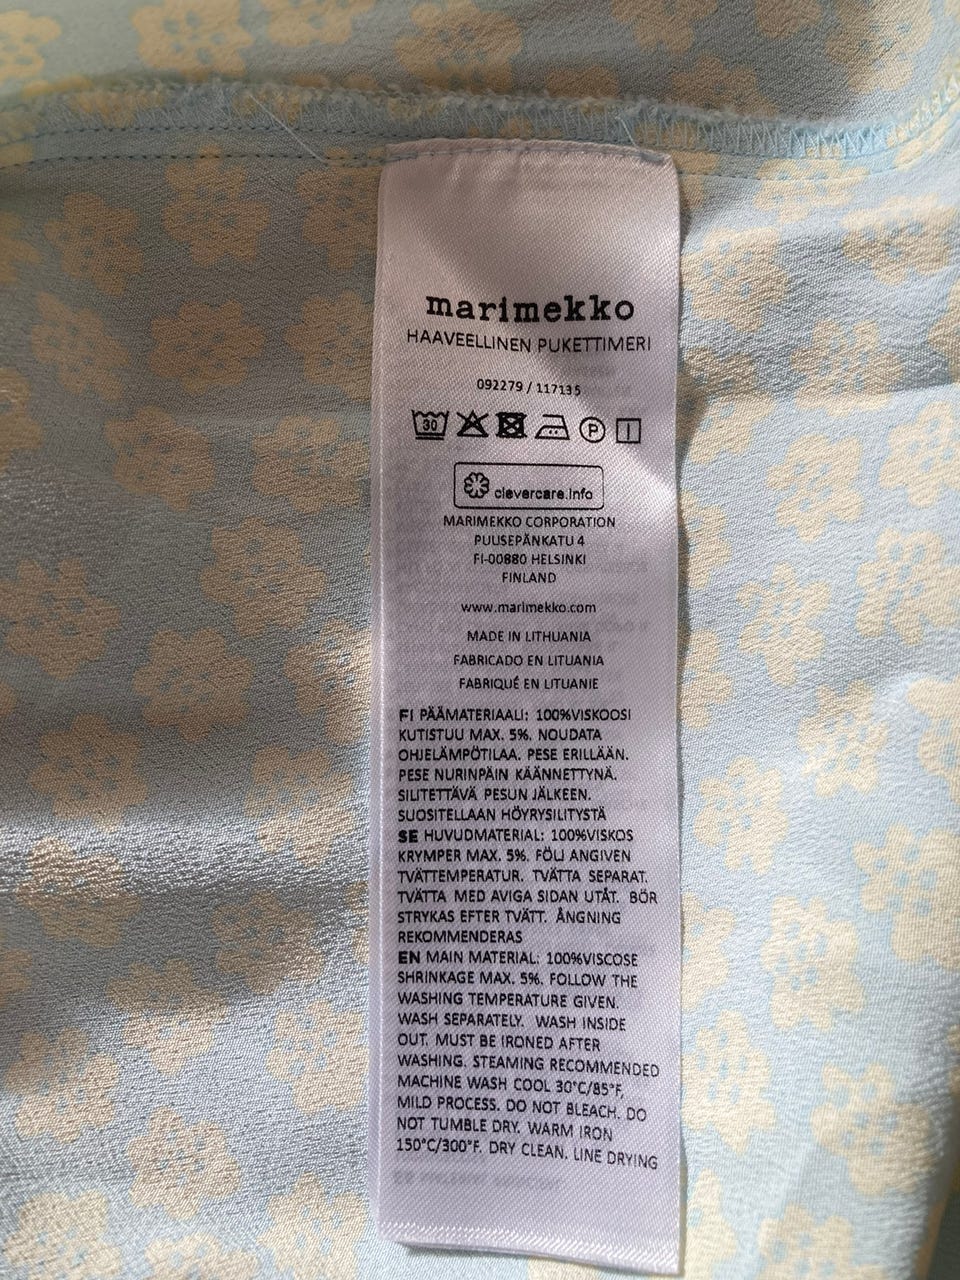 marimekko
HAAVEELLINEN PUKETTIMERI
092279 / 117135
30
P
clevercare.info
MARIMEKKO CORPORATION
PUUSEPÄNKATU 4
FI-00880 HELSINKI
FINLAND
www.marimekko.com
MADE IN LITHUANIA
FABRICADO EN LITUANIA
FABRIQUÉ EN LITUANIE
FI PÄÄMATERIAALI: 100%VISKOOSI
KUTISTUU MAX. 5%. NOUDATA
OHJELÄMPÖTILAA. PESE ERILLÄÄN.
PESE NURINPÄIN KÄÄNNETTYNÄ.
SILITETTÄVÄ PESUN JÄLKEEN.
SUOSITELLAAN HÖYRYSILITYSTÄ
SE HUVUDMATERIAL: 100%VISKOS
KRYMPER MAX. 5%. FÖLJ ANGIVEN
TVÄTTEMPERATUR. TVÄTTA SEPARAT.
TVÄTTA MED AVIGA SIDAN UTÅT. BÖR
STRYKAS EFTER TVÄTT. ÅNGNING
REKOMMENDERAS
EN MAIN MATERIAL: 100%VISCOSE
SHRINKAGE MAX. 5%. FOLLOW THE
WASHING TEMPERATURE GIVEN.
WASH SEPARATELY. WASH INSIDE
OUT. MUST BE IRONED AFTER
WASHING. STEAMING RECOMMENDED
MACHINE WASH COOL 30°C/85°F,
MILD PROCESS. DO NOT BLEACH. DO
NOT TUMBLE DRY. WARM IRON
150°C/300°F. DRY CLEAN. LINE DRYING